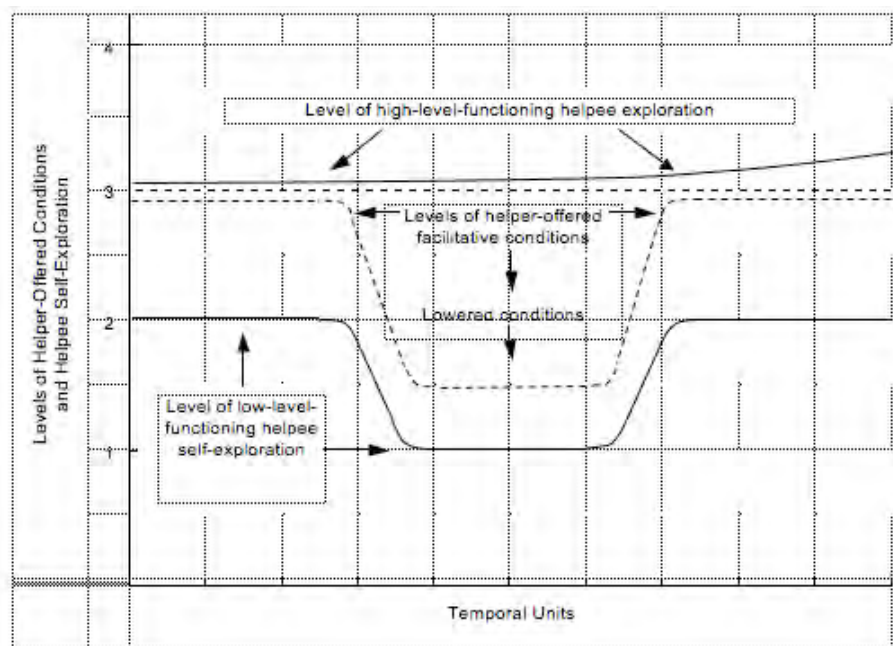 4
Level of high-level-functioning helpee exploration
3
Levels of helper-offered
facilitative conditions
2
Lowered conditions
Level of low-level-
functioning helpee
self-exploration
1
Levels of Helper-Offered Conditions
and Helpee Self-Exploration
Temporal Units